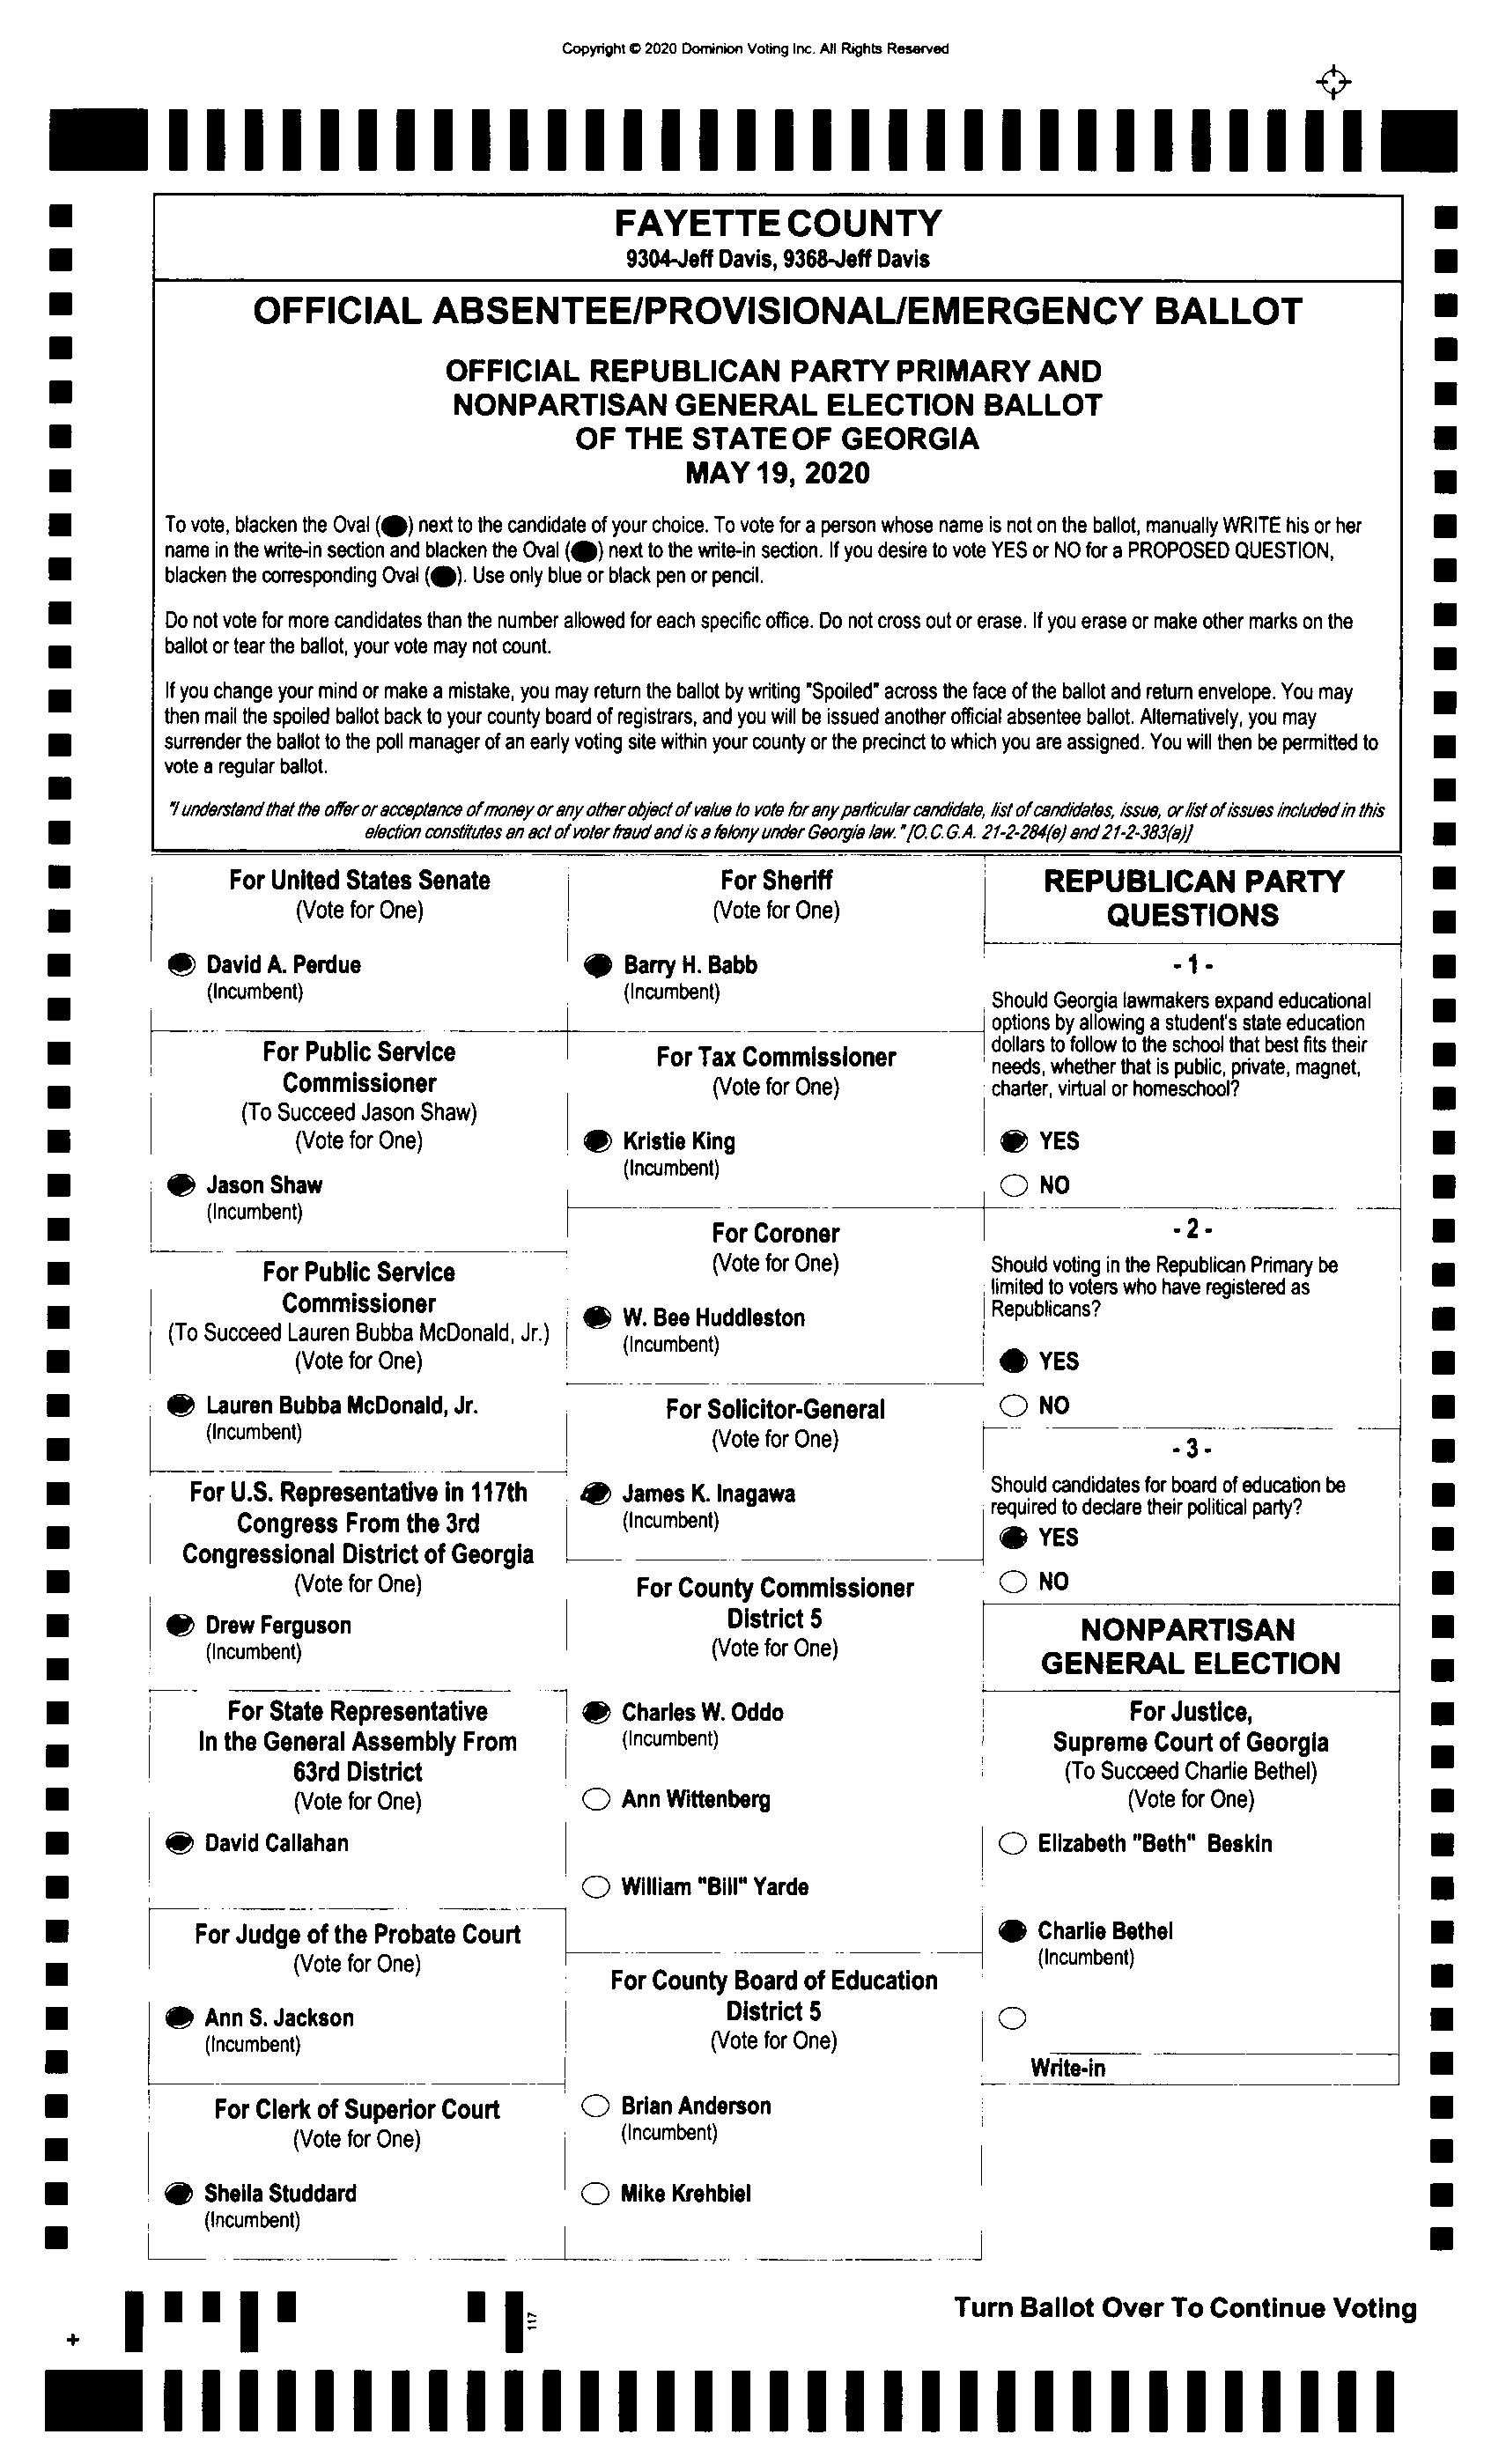 Copyright © 2020 Dominion Voting Inc. All Rights Reserved
FAYETTE COUNTY
9304-Jeff Davis, 9368-Jeff Davis
OFFICIAL ABSENTEE/PROVISIONAL/EMERGENCY BALLOT
OFFICIAL REPUBLICAN PARTY PRIMARY AND
NONPARTISAN GENERAL ELECTION BALLOT
OF THE STATE OF GEORGIA
MAY 19, 2020
To vote, blacken the Oval () next to the candidate of your choice. To vote for a person whose name is not on the ballot, manually WRITE his or her
name in the write-in section and blacken the Oval () next to the write-in section. If you desire to vote YES or NO for a PROPOSED QUESTION,
blacken the corresponding Oval (). Use only blue or black pen or pencil.
Do not vote for more candidates than the number allowed for each specific office. Do not cross out or erase. If you erase or make other marks on the
ballot or tear the ballot, your vote may not count.
If you change your mind or make a mistake, you may return the ballot by writing "Spoiled" across the face of the ballot and return envelope. You may
then mail the spoiled ballot back to your county board of registrars, and you will be issued another official absentee ballot. Alternatively, you may
surrender the ballot to the poll manager of an early voting site within your county or the precinct to which you are assigned. You will then be permitted to
vote a regular ballot.
"I understand that the offer or acceptance of money or any other object of value to vote for any particular candidate, list of candidates, issue, or list of issues included in this
election constitutes an act of voter fraud and is a felony under Georgia law." [O.C.G.A. 21-2-284(e) and 21-2-383(a)]
For United States Senate
(Vote for One)
David A. Perdue
(Incumbent)
For Public Service
Commissioner
(To Succeed Jason Shaw)
(Vote for One)
Jason Shaw
(Incumbent)
For Public Service
Commissioner
(To Succeed Lauren Bubba McDonald, Jr.)
(Vote for One)
Lauren Bubba McDonald, Jr.
(Incumbent)
For U.S. Representative in 117th
Congress From the 3rd
Congressional District of Georgia
(Vote for One)
Drew Ferguson
(Incumbent)
For State Representative
In the General Assembly From
63rd District
(Vote for One)
David Callahan
For Judge of the Probate Court
(Vote for One)
Ann S. Jackson
(Incumbent)
For Clerk of Superior Court
(Vote for One)
Sheila Studdard
(Incumbent)
For Sheriff
(Vote for One)
Barry H. Babb
(Incumbent)
For Tax Commissioner
(Vote for One)
Kristie King
(Incumbent)
For Coroner
(Vote for One)
W. Bee Huddleston
(Incumbent)
For Solicitor-General
(Vote for One)
James K. Inagawa
(Incumbent)
For County Commissioner
District 5
(Vote for One)
Charles W. Oddo
(Incumbent)
Ann Wittenberg
William "Bill" Yarde
For County Board of Education
District 5
(Vote for One)
Brian Anderson
(Incumbent)
Mike Krehbiel
REPUBLICAN PARTY
QUESTIONS
- 1 -
Should Georgia lawmakers expand educational
options by allowing a student's state education
dollars to follow to the school that best fits their
needs, whether that is public, private, magnet,
charter, virtual or homeschool?
YES
NO
- 2 -
Should voting in the Republican Primary be
limited to voters who have registered as
Republicans?
YES
NO
- 3 -
Should candidates for board of education be
required to declare their political party?
YES
NO
NONPARTISAN
GENERAL ELECTION
For Justice,
Supreme Court of Georgia
(To Succeed Charlie Bethel)
(Vote for One)
Elizabeth "Beth" Beskin
Charlie Bethel
(Incumbent)
Write-in
Turn Ballot Over To Continue Voting
117
+